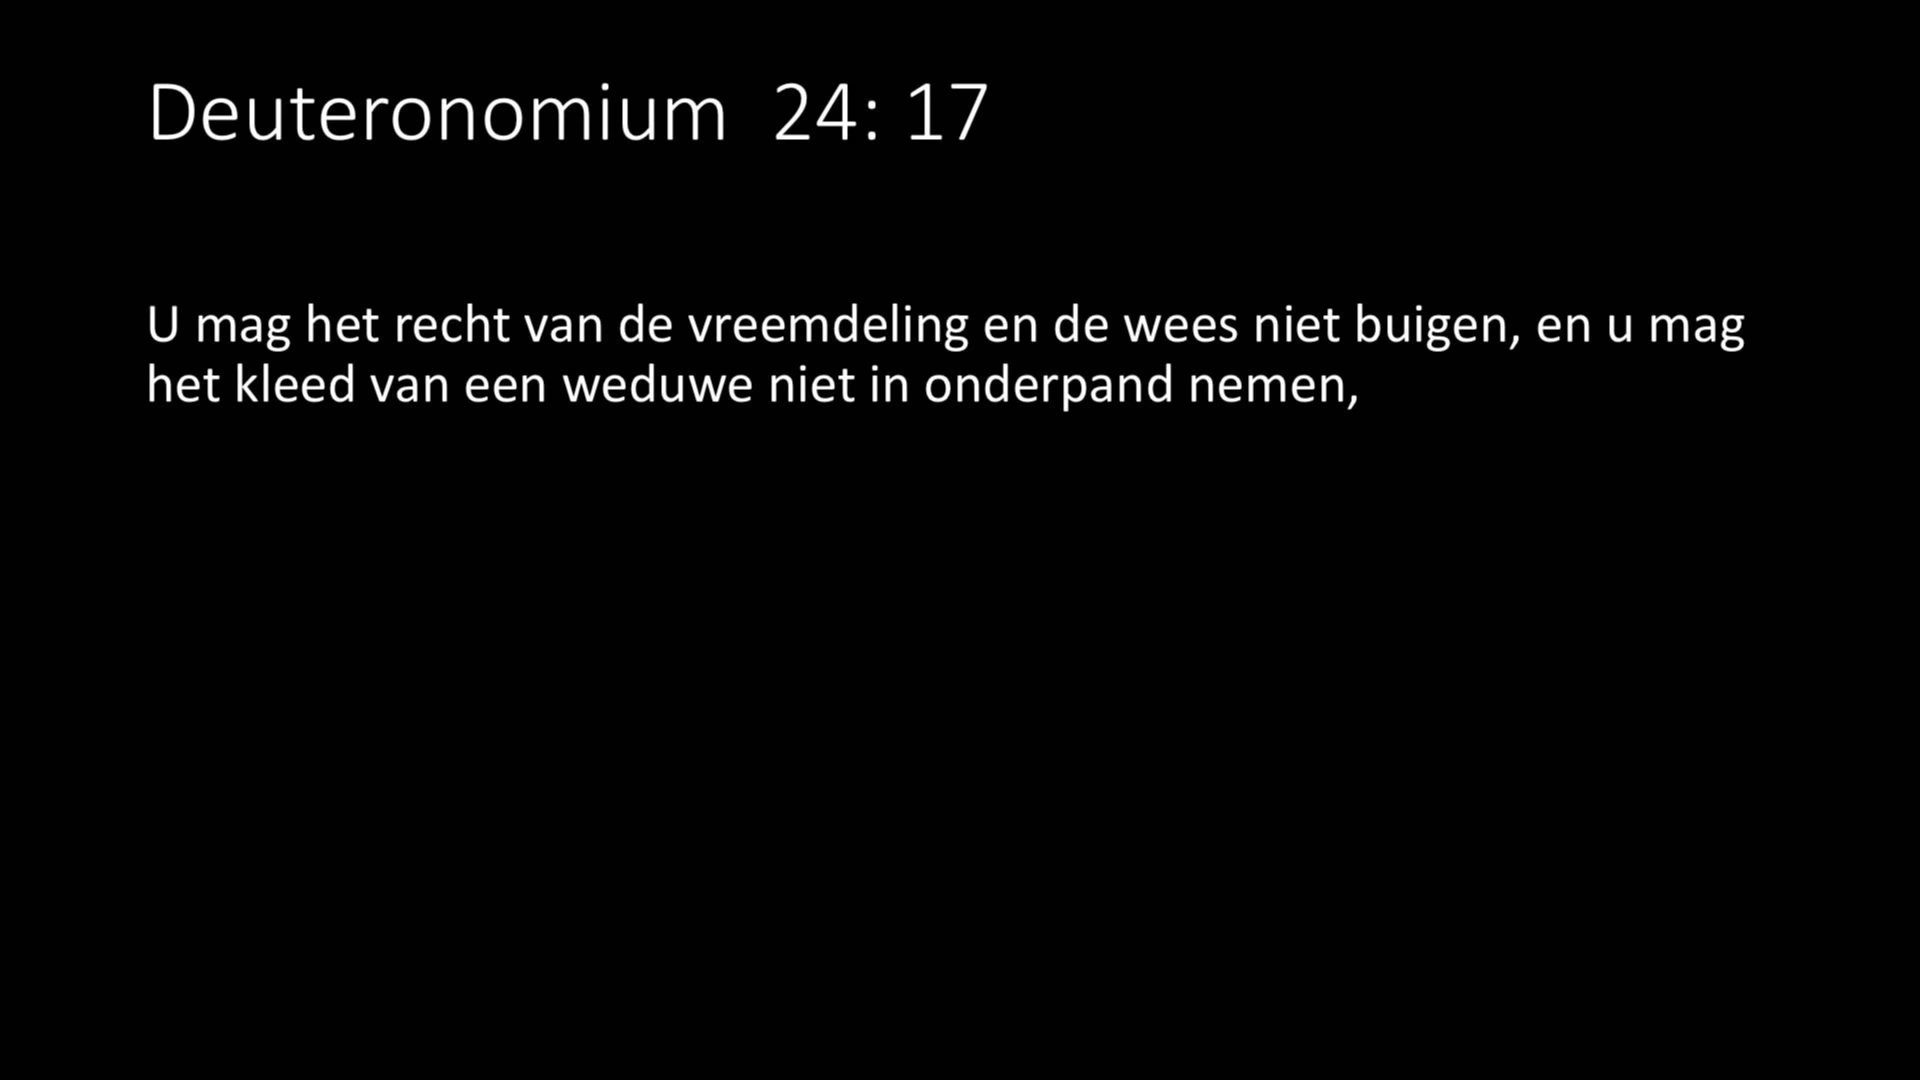 Deuteronomium  24: 17
U mag het recht van de vreemdeling en de wees niet buigen, en u mag
het kleed van een weduwe niet in onderpand nemen,